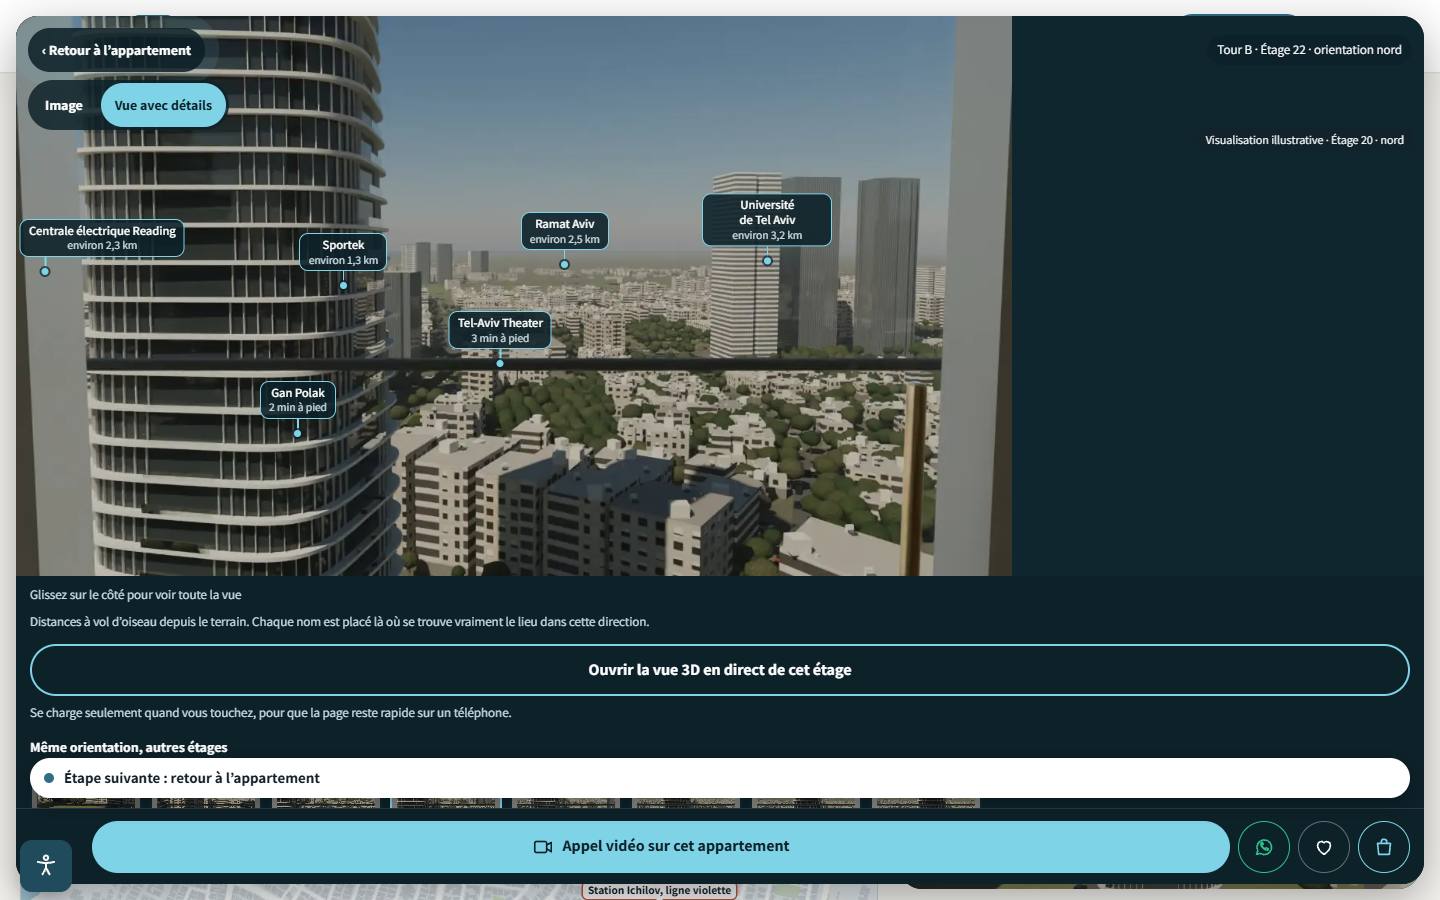 ‹ Retour à l’appartement
Tour B · Étage 22 · orientation nord
Image
Vue avec détails
Visualisation illustrative · Étage 20 · nord
Centrale électrique Reading
environ 2,3 km
Sportek
environ 1,3 km
Ramat Aviv
environ 2,5 km
Université
de Tel Aviv
environ 3,2 km
Tel-Aviv Theater
3 min à pied
Gan Polak
2 min à pied
Glissez sur le côté pour voir toute la vue
Distances à vol d’oiseau depuis le terrain. Chaque nom est placé là où se trouve vraiment le lieu dans cette direction.
Ouvrir la vue 3D en direct de cet étage
Se charge seulement quand vous touchez, pour que la page reste rapide sur un téléphone.
Même orientation, autres étages
Étape suivante : retour à l’appartement
Appel vidéo sur cet appartement
Station Ichilov, ligne violette